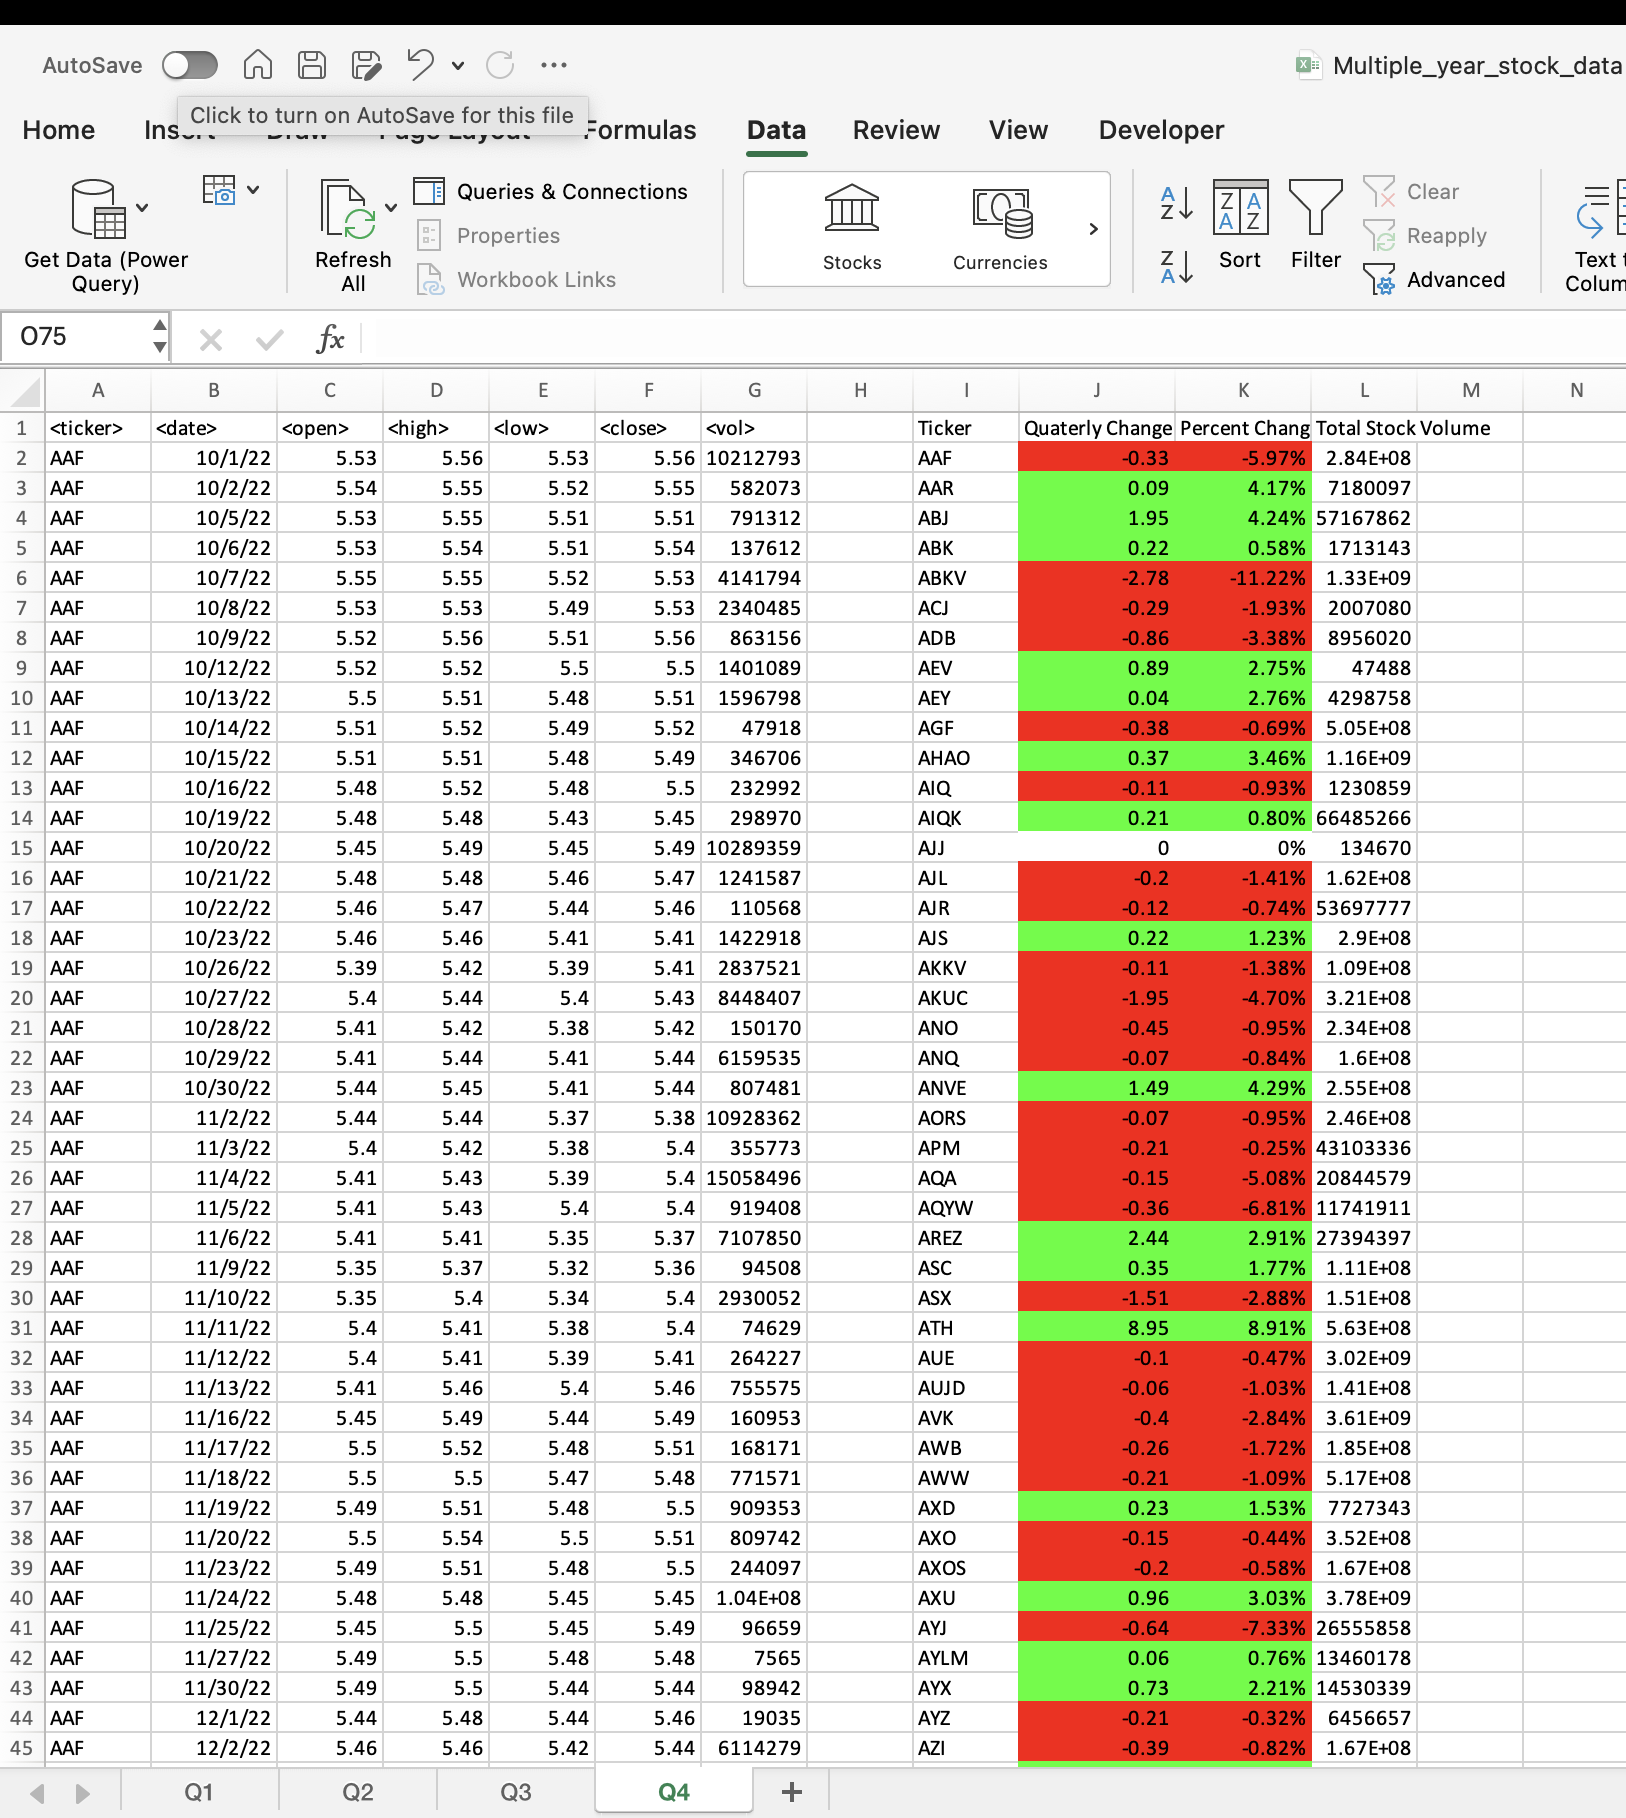 AutoSave Multiple_year_stock_data
Click to turn on AutoSave for this file
Home Insert Draw Page Layout Formulas Data Review View Developer
Get Data (Power Query) Refresh All Queries & Connections Properties Workbook Links Stocks Currencies Sort Filter Clear Reapply Advanced Text
O75 fx
A B C D E F G H I J K L M N
1 <ticker> <date> <open> <high> <low> <close> <vol> Ticker Quaterly Change Percent Chang Total Stock Volume
2 AAF 10/1/22 5.53 5.56 5.53 5.56 10212793 AAF -0.33 -5.97% 2.84E+08
3 AAF 10/2/22 5.54 5.55 5.52 5.55 582073 AAR 0.09 4.17% 7180097
4 AAF 10/5/22 5.53 5.55 5.51 5.51 791312 ABJ 1.95 4.24% 57167862
5 AAF 10/6/22 5.53 5.54 5.51 5.54 137612 ABK 0.22 0.58% 1713143
6 AAF 10/7/22 5.55 5.55 5.52 5.53 4141794 ABKV -2.78 -11.22% 1.33E+09
7 AAF 10/8/22 5.53 5.53 5.49 5.53 2340485 ACJ -0.29 -1.93% 2007080
8 AAF 10/9/22 5.52 5.56 5.51 5.56 863156 ADB -0.86 -3.38% 8956020
9 AAF 10/12/22 5.52 5.52 5.5 5.5 1401089 AEV 0.89 2.75% 47488
10 AAF 10/13/22 5.5 5.51 5.48 5.51 1596798 AEY 0.04 2.76% 4298758
11 AAF 10/14/22 5.51 5.52 5.49 5.52 47918 AGF -0.38 -0.69% 5.05E+08
12 AAF 10/15/22 5.51 5.51 5.48 5.49 346706 AHAO 0.37 3.46% 1.16E+09
13 AAF 10/16/22 5.48 5.52 5.48 5.5 232992 AIQ -0.11 -0.93% 1230859
14 AAF 10/19/22 5.48 5.48 5.43 5.45 298970 AIQK 0.21 0.80% 66485266
15 AAF 10/20/22 5.45 5.49 5.45 5.49 10289359 AJJ 0 0% 134670
16 AAF 10/21/22 5.48 5.48 5.46 5.47 1241587 AJL -0.2 -1.41% 1.62E+08
17 AAF 10/22/22 5.46 5.47 5.44 5.46 110568 AJR -0.12 -0.74% 53697777
18 AAF 10/23/22 5.46 5.46 5.41 5.41 1422918 AJS 0.22 1.23% 2.9E+08
19 AAF 10/26/22 5.39 5.42 5.39 5.41 2837521 AKKV -0.11 -1.38% 1.09E+08
20 AAF 10/27/22 5.4 5.44 5.4 5.43 8448407 AKUC -1.95 -4.70% 3.21E+08
21 AAF 10/28/22 5.41 5.42 5.38 5.42 150170 ANO -0.45 -0.95% 2.34E+08
22 AAF 10/29/22 5.41 5.44 5.41 5.44 6159535 ANQ -0.07 -0.84% 1.6E+08
23 AAF 10/30/22 5.44 5.45 5.41 5.44 807481 ANVE 1.49 4.29% 2.55E+08
24 AAF 11/2/22 5.44 5.44 5.37 5.38 10928362 AORS -0.07 -0.95% 2.46E+08
25 AAF 11/3/22 5.4 5.42 5.38 5.4 355773 APM -0.21 -0.25% 43103336
26 AAF 11/4/22 5.41 5.43 5.39 5.4 15058496 AQA -0.15 -5.08% 20844579
27 AAF 11/5/22 5.41 5.43 5.4 5.4 919408 AQYW -0.36 -6.81% 11741911
28 AAF 11/6/22 5.41 5.41 5.35 5.37 7107850 AREZ 2.44 2.91% 27394397
29 AAF 11/9/22 5.35 5.37 5.32 5.36 94508 ASC 0.35 1.77% 1.11E+08
30 AAF 11/10/22 5.35 5.4 5.34 5.4 2930052 ASX -1.51 -2.88% 1.51E+08
31 AAF 11/11/22 5.4 5.41 5.38 5.4 74629 ATH 8.95 8.91% 5.63E+08
32 AAF 11/12/22 5.4 5.41 5.39 5.41 264227 AUE -0.1 -0.47% 3.02E+09
33 AAF 11/13/22 5.41 5.46 5.4 5.46 755575 AUJD -0.06 -1.03% 1.41E+08
34 AAF 11/16/22 5.45 5.49 5.44 5.49 160953 AVK -0.4 -2.84% 3.61E+09
35 AAF 11/17/22 5.5 5.52 5.48 5.51 168171 AWB -0.26 -1.72% 1.85E+08
36 AAF 11/18/22 5.5 5.5 5.47 5.48 771571 AWW -0.21 -1.09% 5.17E+08
37 AAF 11/19/22 5.49 5.51 5.48 5.5 909353 AXD 0.23 1.53% 7727343
38 AAF 11/20/22 5.5 5.54 5.5 5.51 809742 AXO -0.15 -0.44% 3.52E+08
39 AAF 11/23/22 5.49 5.51 5.48 5.5 244097 AXOS -0.2 -0.58% 1.67E+08
40 AAF 11/24/22 5.48 5.48 5.45 5.45 1.04E+08 AXU 0.96 3.03% 3.78E+09
41 AAF 11/25/22 5.45 5.5 5.45 5.49 96659 AYJ -0.64 -7.33% 26555858
42 AAF 11/27/22 5.49 5.5 5.48 5.48 7565 AYLM 0.06 0.76% 13460178
43 AAF 11/30/22 5.49 5.5 5.44 5.44 98942 AYX 0.73 2.21% 14530339
44 AAF 12/1/22 5.44 5.48 5.44 5.46 19035 AYZ -0.21 -0.32% 6456657
45 AAF 12/2/22 5.46 5.46 5.42 5.44 6114279 AZI -0.39 -0.82% 1.67E+08
Q1 Q2 Q3 Q4